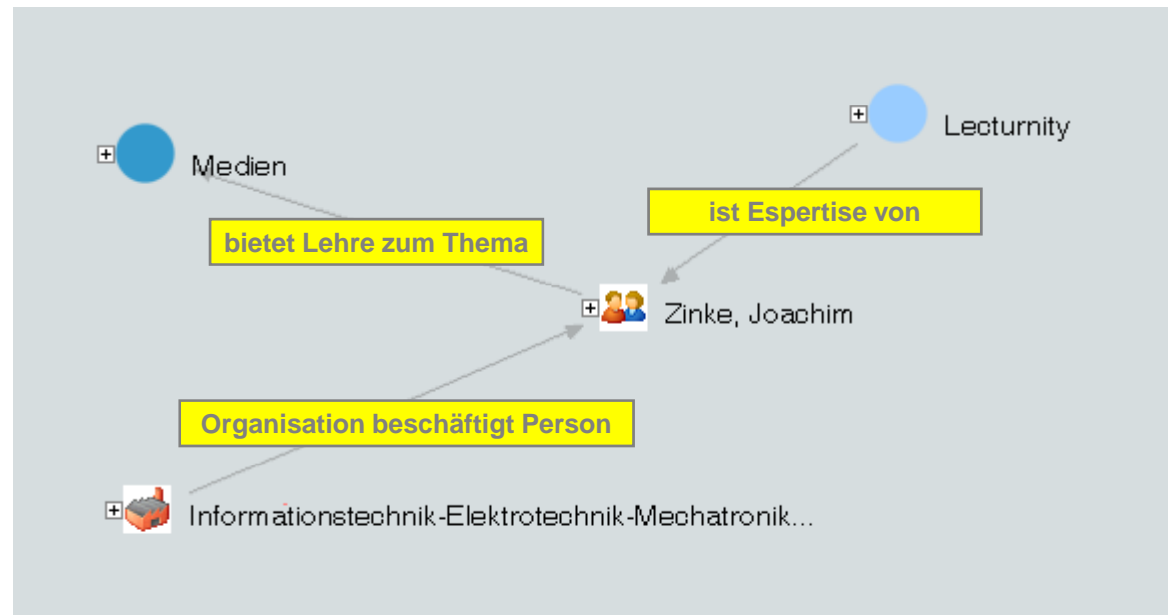 Lecturnity
Medien
ist Espertise von
bietet Lehre zum Thema
Zinke, Joachim
Organisation beschäftigt Person
Informationstechnik-Elektrotechnik-Mechatronik...